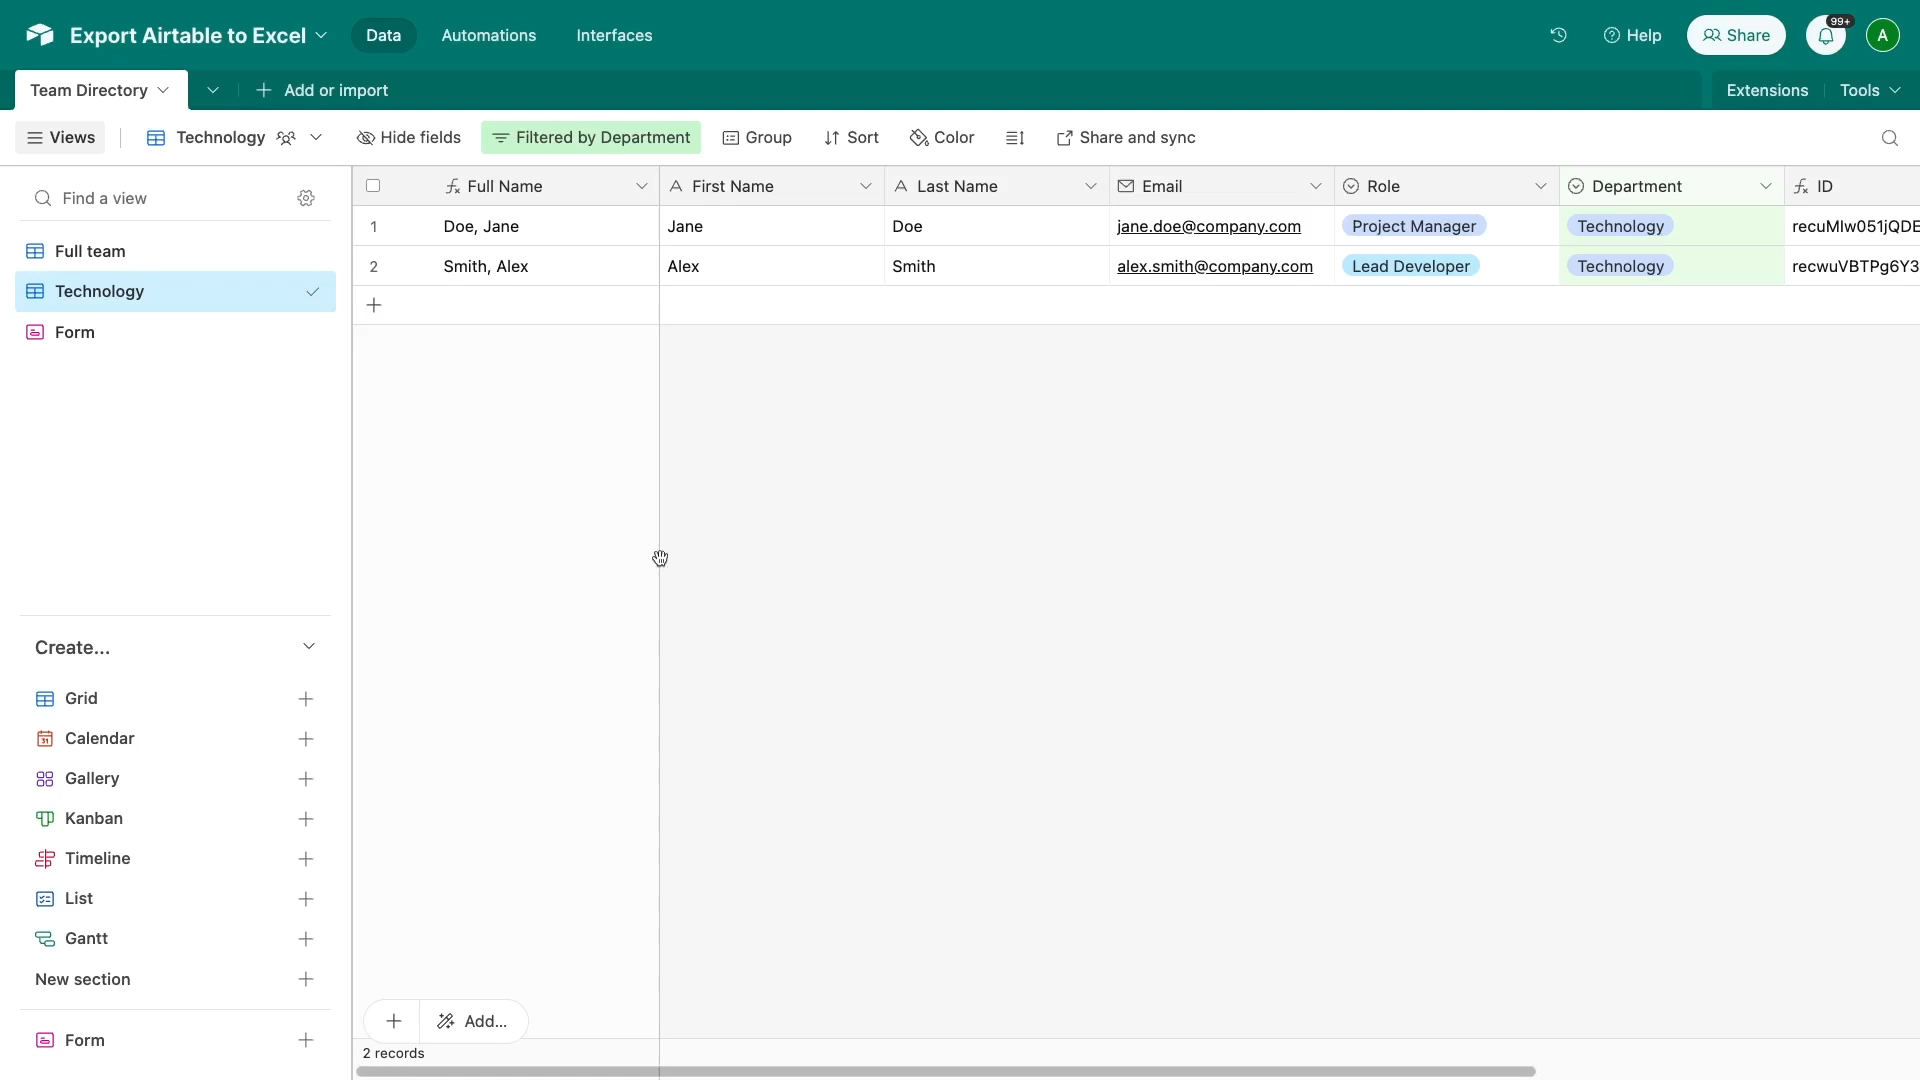 Export Airtable to Excel
Data
Automations
Interfaces
Help
Share
99+
A
Team Directory
Add or import
Extensions
Tools
Views
Technology
Hide fields
Filtered by Department
Group
Sort
Color
Share and sync
Find a view
Full team
Technology
Form
Full Name
First Name
Last Name
Email
Role
Department
ID
1
Doe, Jane
Jane
Doe
jane.doe@company.com
Project Manager
Technology
recuMlw051jQDE
2
Smith, Alex
Alex
Smith
alex.smith@company.com
Lead Developer
Technology
recwuVBTPg6Y3
Create...
Grid
Calendar
Gallery
Kanban
Timeline
List
Gantt
New section
Form
Add...
2 records